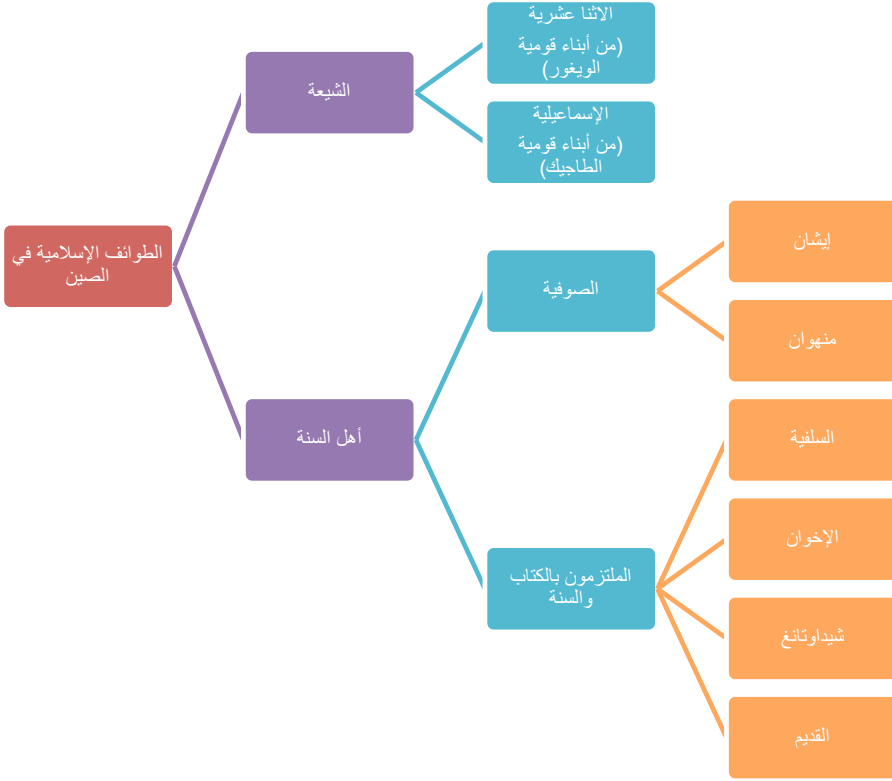 الطوائف الإسلامية في
الصين
الشيعة
الاثنا عشرية
(من أبناء قومية
الويغور)
الإسماعيلية
(من أبناء قومية
الطاجيك)
أهل السنة
الصوفية
إيشان
منهوان
الملتزمون بالكتاب
والسنة
السلفية
الإخوان
شيداوتانغ
القديم